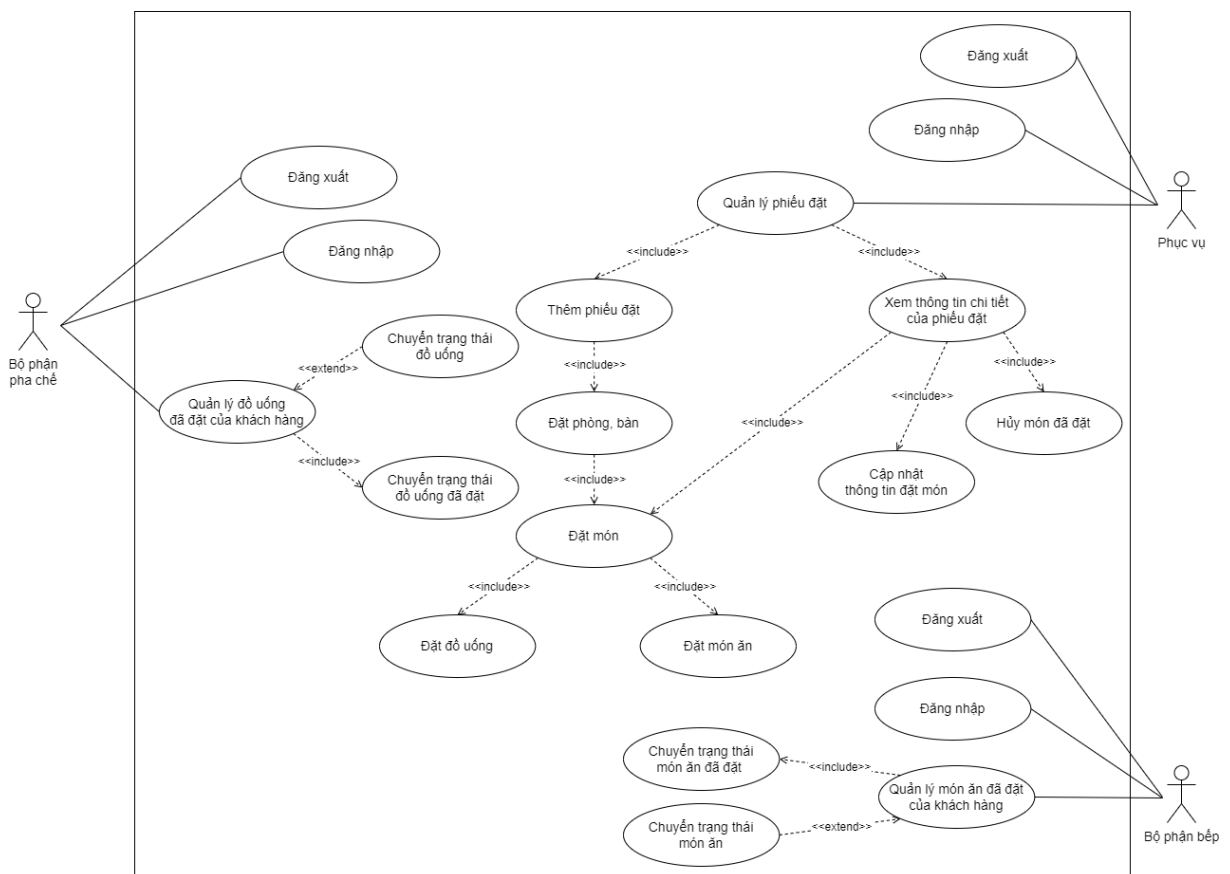 Đăng xuất
Đăng nhập
Quản lý phiếu đặt
Phục vụ
Đăng xuất
Đăng nhập
<<include>>
<<include>>
Thêm phiếu đặt
Xem thông tin chi tiết
của phiếu đặt
Bộ phận
pha chế
Chuyển trạng thái
đồ uống
<<extend>>
<<include>>
<<include>>
Quản lý đồ uống
đã đặt của khách hàng
Đặt phòng, bàn
<<include>>
<<include>>
Hủy món đã đặt
<<include>>
Chuyển trạng thái
đồ uống đã đặt
<<include>>
Cập nhật
thông tin đặt món
Đặt món
<<include>>
<<include>>
Đặt đồ uống
Đặt món ăn
Đăng xuất
Đăng nhập
Chuyển trạng thái
món ăn đã đặt
<<include>>
Quản lý món ăn đã đặt
của khách hàng
Chuyển trạng thái
món ăn
<<extend>>
Bộ phận bếp